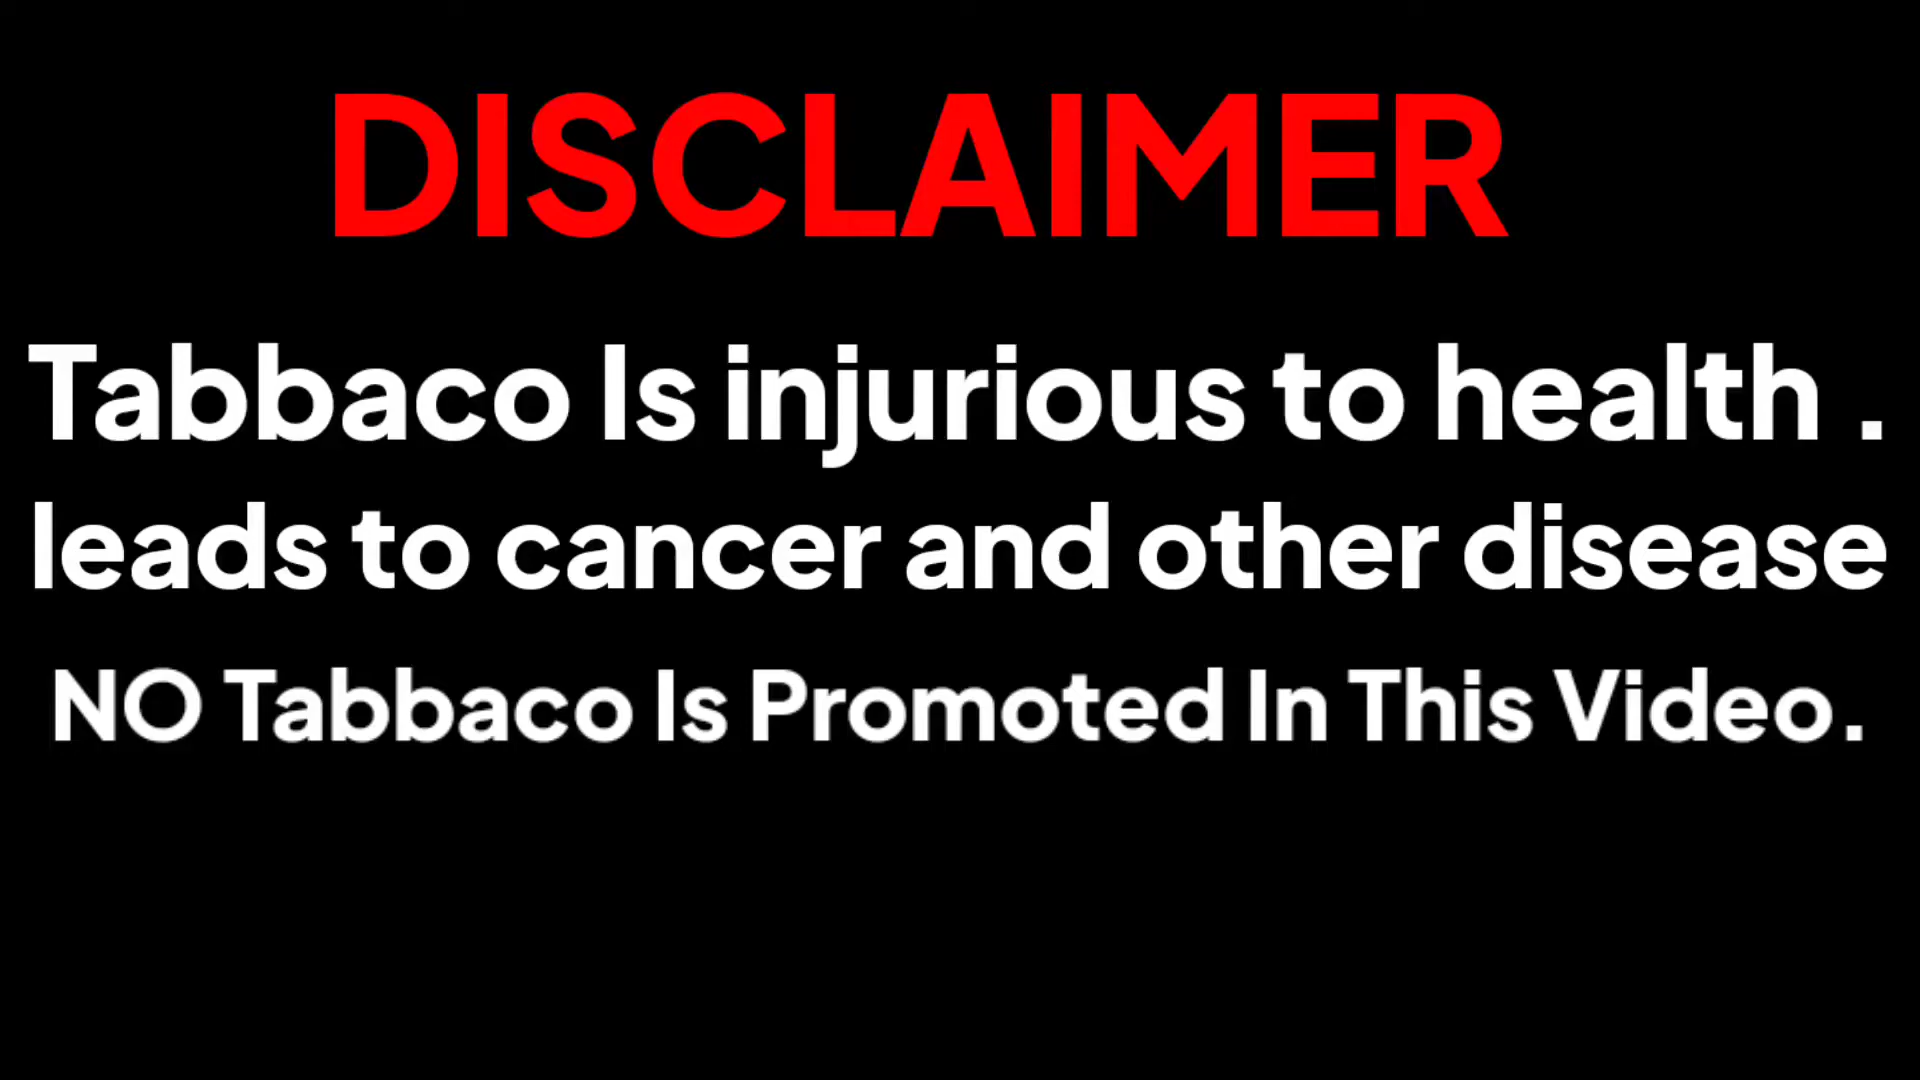 DISCLAIMER
Tabbaco Is injurious to health .
leads to cancer and other disease
NO Tabbaco Is Promoted In This Video.